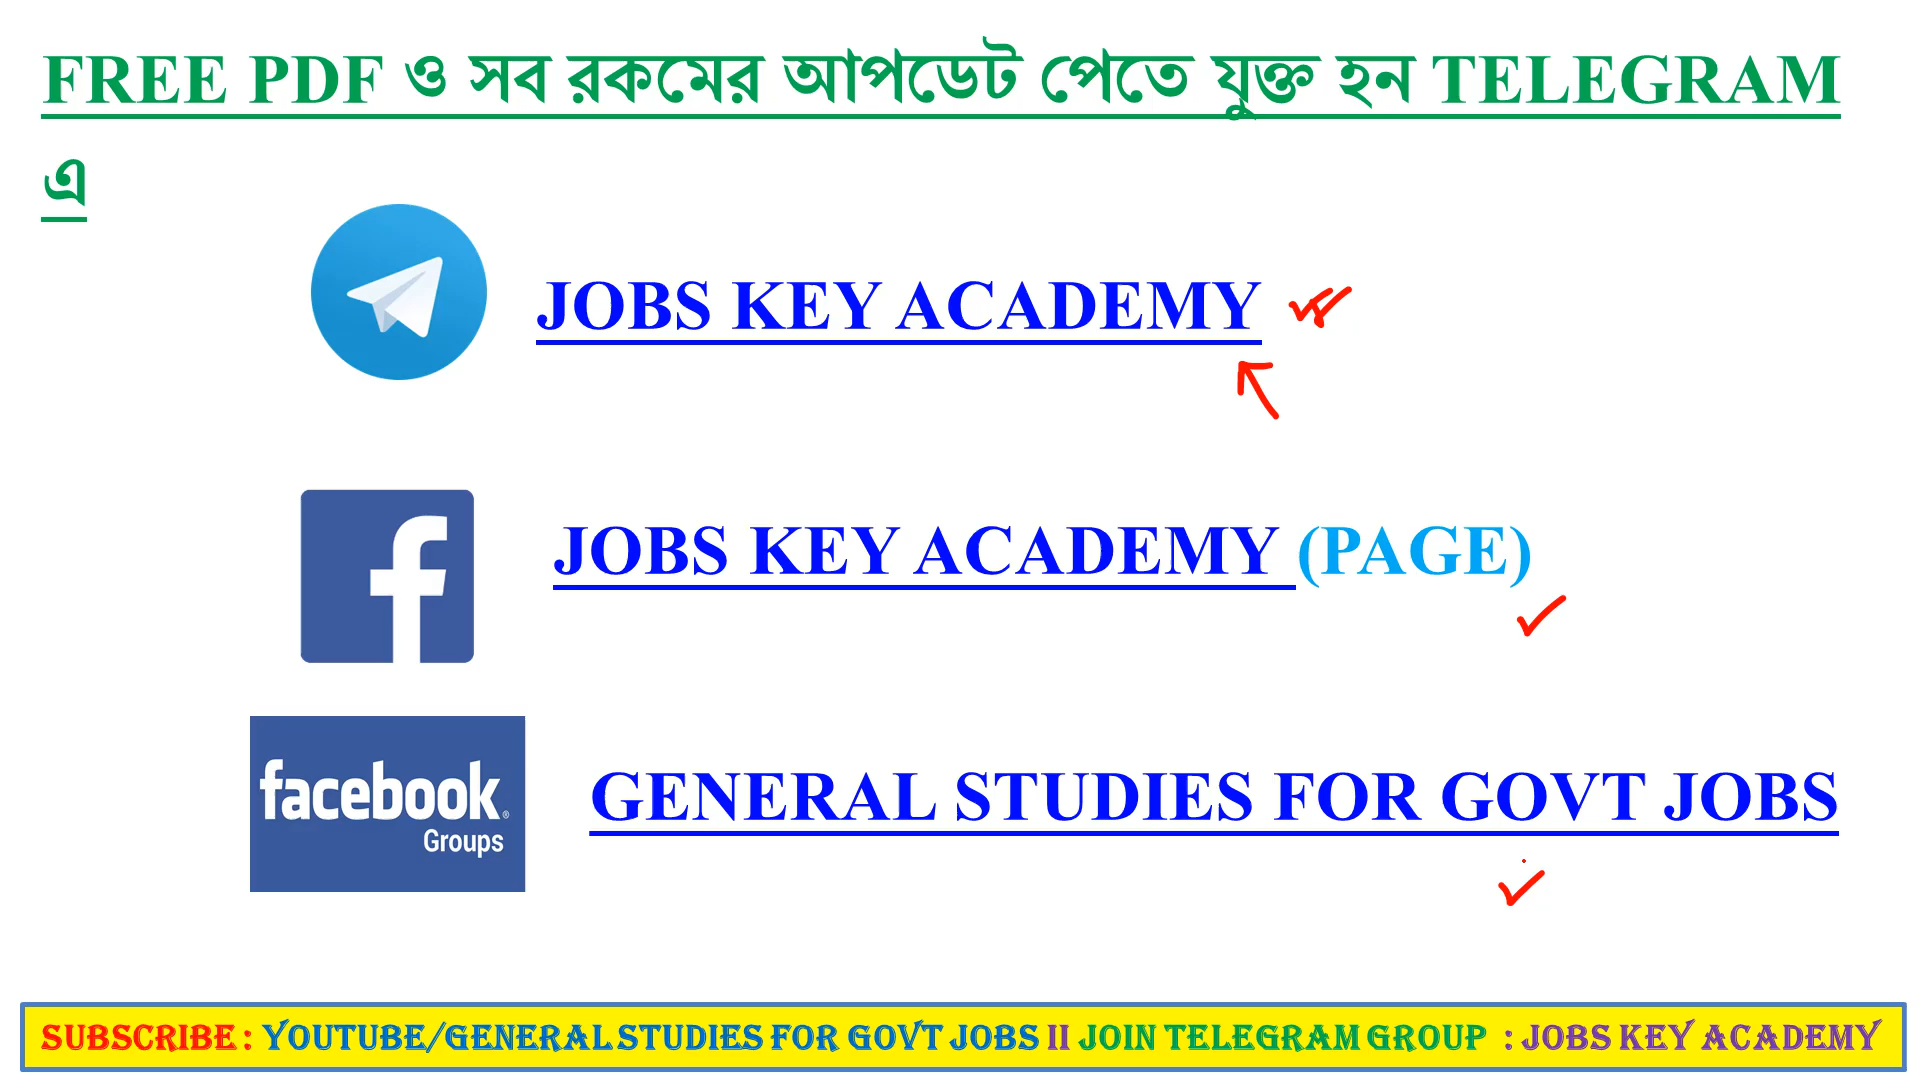 FREE PDF ও সব রকমের আপডেট পেতে যুক্ত হন TELEGRAM
এ
JOBS KEY ACADEMY
JOBS KEY ACADEMY (PAGE)
facebook®
Groups
GENERAL STUDIES FOR GOVT JOBS
SUBSCRIBE : YOUTUBE/GENERAL STUDIES FOR GOVT JOBS II JOIN TELEGRAM GROUP : JOBS KEY ACADEMY